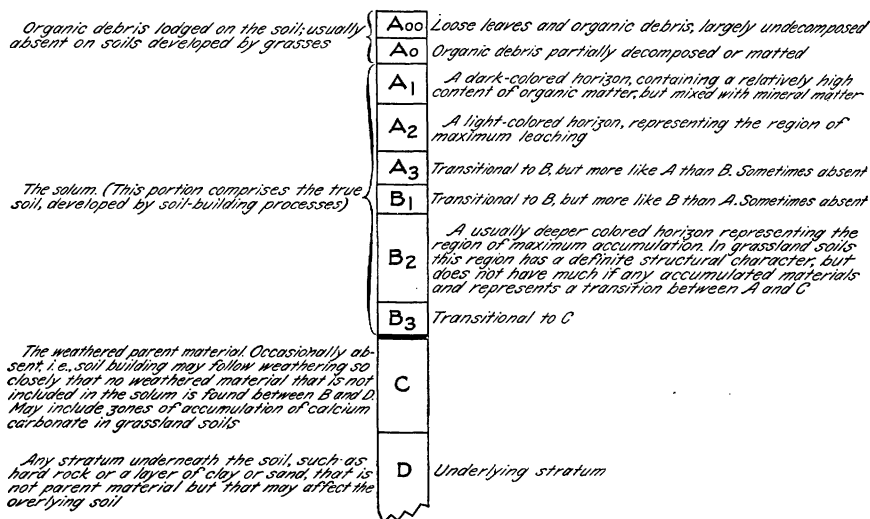 Organic debris lodged on the soil; usually
absent on soils developed by grasses
A00
Loose leaves and organic debris, largely undecomposed
A0
Organic debris partially decomposed or matted
The solum. (This portion comprises the true
soil, developed by soil-building processes)
A1
A dark-colored horizon, containing a relatively high
content of organic matter, but mixed with mineral matter
A2
A light-colored horizon, representing the region of
maximum leaching
A3
Transitional to B, but more like A than B. Sometimes absent
B1
Transitional to B, but more like B than A. Sometimes absent
B2
A usually deeper colored horizon representing the
region of maximum accumulation. In grassland soils
this region has a definite structural character, but
does not have much if any accumulated materials
and represents a transition between A and C
B3
Transitional to C
The weathered parent material. Occasionally ab-
sent, i.e., soil building may follow weathering so
closely that no weathered material that is not
included in the solum is found between B and D.
May include zones of accumulation of calcium
carbonate in grassland soils
C
Any stratum underneath the soil, such as
hard rock or a layer of clay or sand, that is
not parent material but that may affect the
overlying soil
D
Underlying stratum